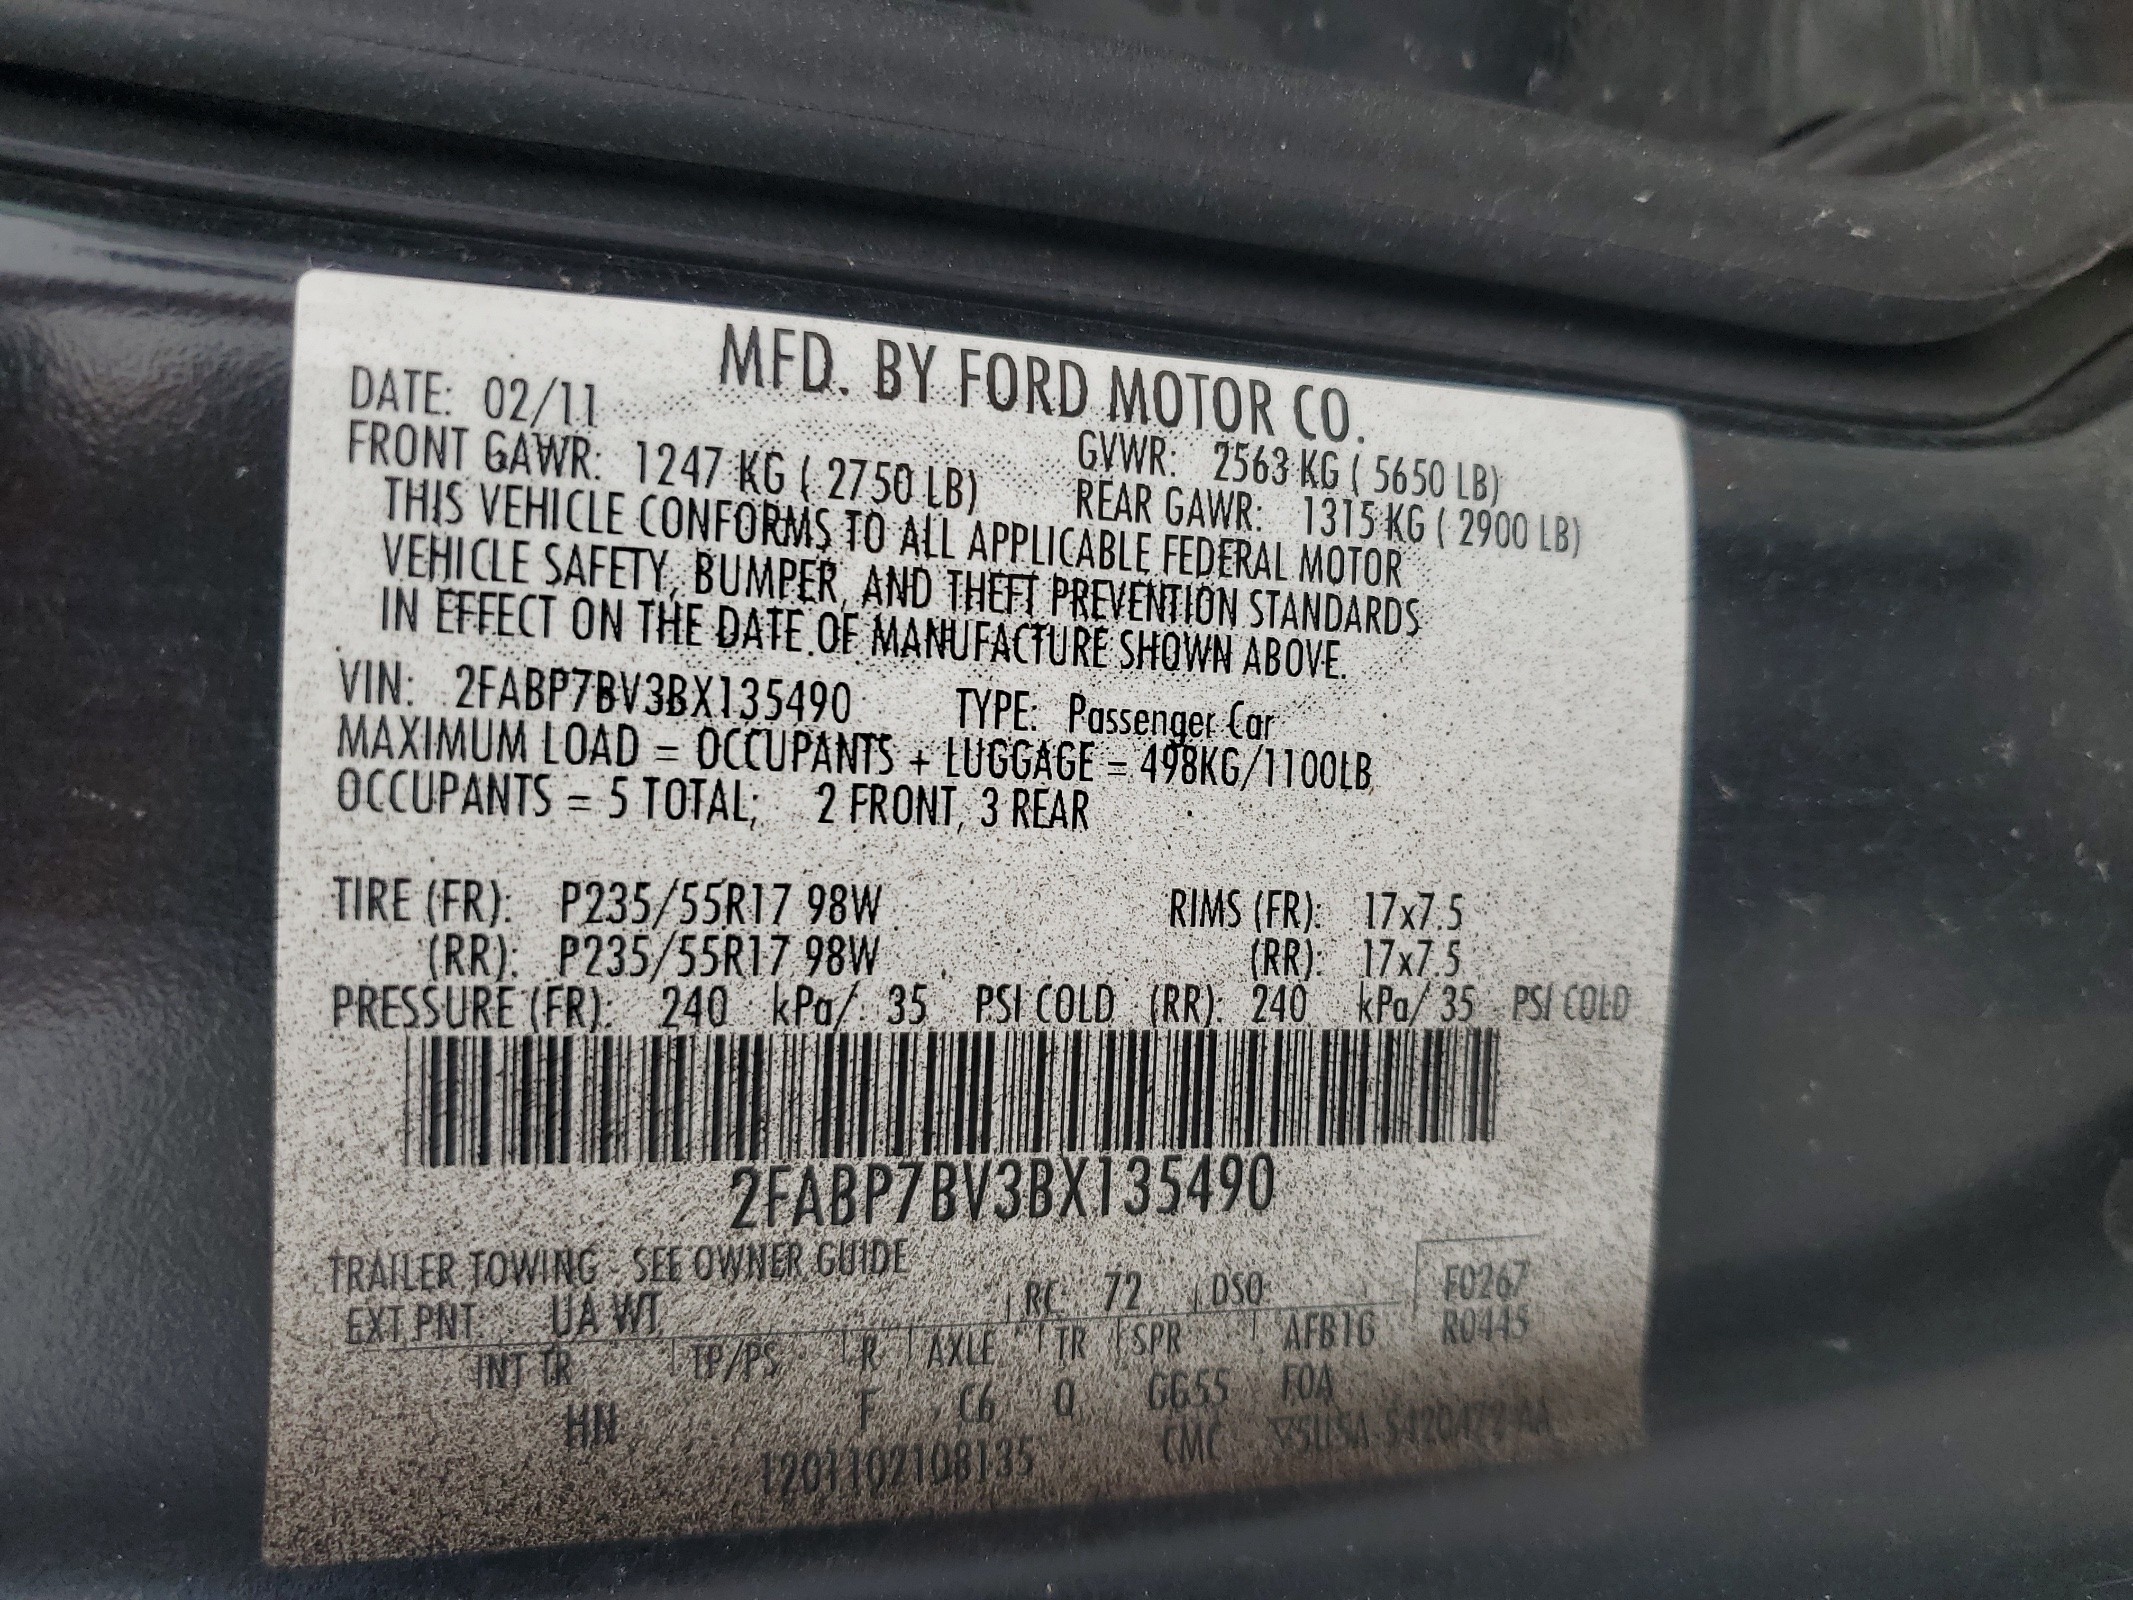 MFD. BY FORD MOTOR CO.
DATE: 02/11
GVWR: 2563 KG ( 5650 LB)
FRONT GAWR: 1247 KG ( 2750 LB)
REAR GAWR: 1315 KG ( 2900 LB)
THIS VEHICLE CONFORMS TO ALL APPLICABLE FEDERAL MOTOR
VEHICLE SAFETY, BUMPER, AND THEFT PREVENTION STANDARDS
IN EFFECT ON THE DATE OF MANUFACTURE SHOWN ABOVE.
VIN: 2FABP7BV3BX135490 TYPE: Passenger Car
MAXIMUM LOAD = OCCUPANTS + LUGGAGE = 498KG/1100LB
OCCUPANTS = 5 TOTAL; 2 FRONT, 3 REAR
TIRE (FR): P235/55R17 98W RIMS (FR): 17x7.5
(RR): P235/55R17 98W (RR): 17x7.5
PRESSURE (FR): 240 kPa/ 35 PSI COLD (RR): 240 kPa/ 35 PSI COLD
2FABP7BV3BX135490
TRAILER TOWING - SEE OWNER GUIDE
EXT PNT: UA WT RC: 72 DSO: F0267
INT TR TP/PS R AXLE TR SPR AFB16 R0445
HN F C6 Q GG55 FOA
1201102108135 CMC